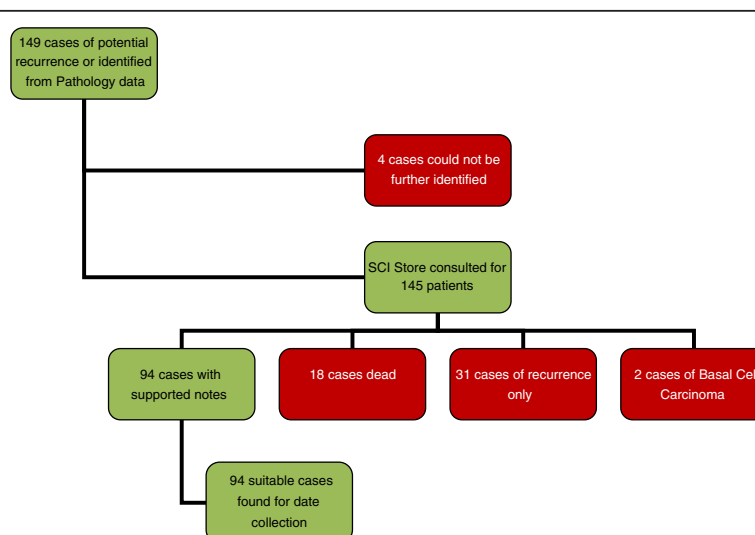 149 cases of potential
recurrence or identified
from Pathology data
4 cases could not be
further identified
SCI Store consulted for
145 patients
94 cases with
supported notes
18 cases dead
31 cases of recurrence
only
2 cases of Basal Cel
Carcinoma
94 suitable cases
found for date
collection